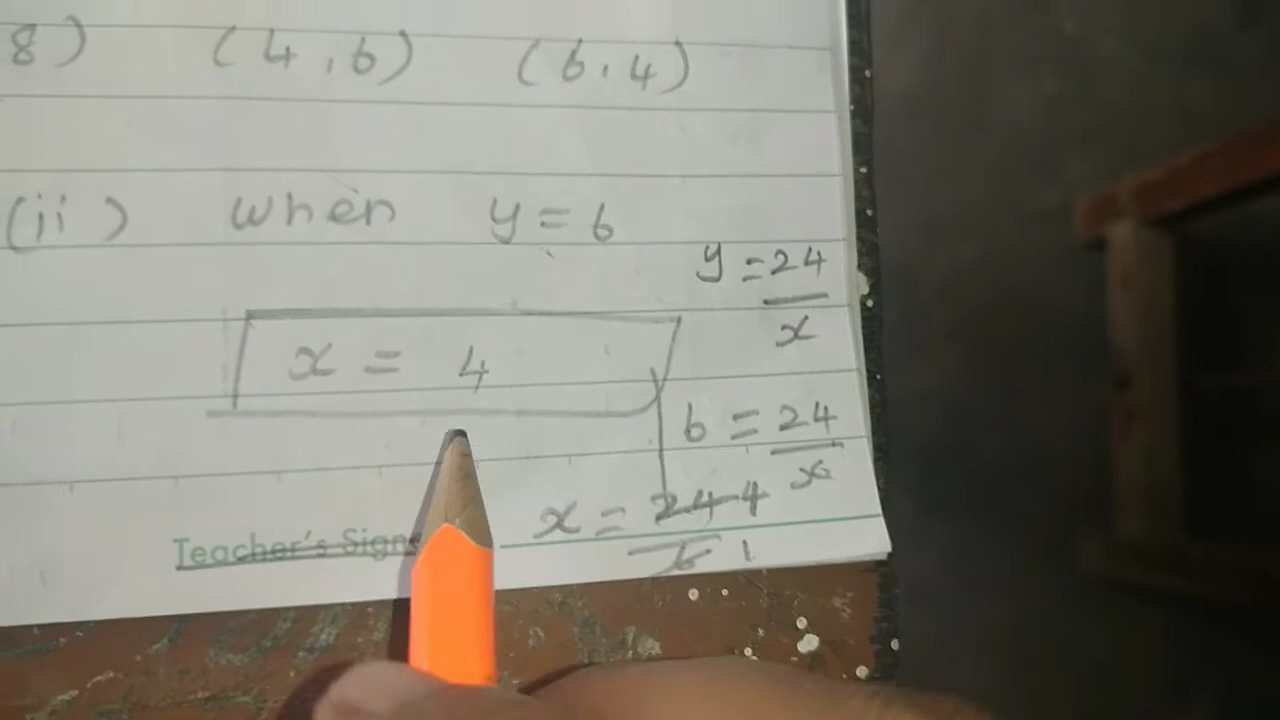 8) (4,6) (6,4)
(ii) when y = 6
y = 24
x
x = 4
6 = 24
x
x = 24 4
6 1
Teacher's Sign